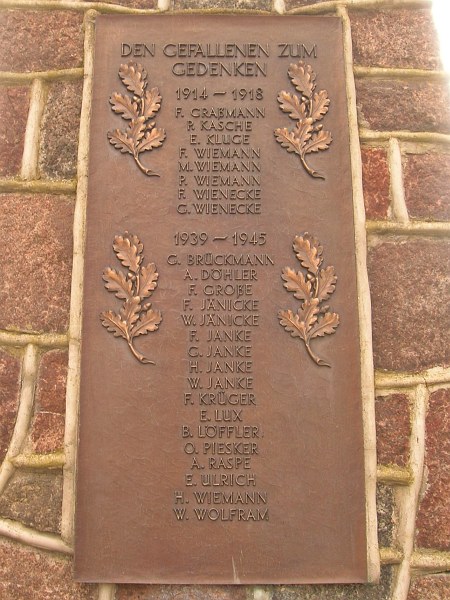 DEN GEFALLENEN ZUM
GEDENKEN
1914 – 1918
F. GRAßMANN
P. KASCHE
E. KLUGE
F. WIEMANN
M. WIEMANN
P. WIEMANN
F. WIENECKE
G. WIENECKE
1939 – 1945
G. BRÜCKMANN
A. DÖHLER
F. GROßE
F. JÄNICKE
W. JÄNICKE
F. JANKE
G. JANKE
H. JANKE
W. JANKE
F. KRÜGER
E. LUX
B. LÖFFLER
O. PIESKER
A. RASPE
E. ULRICH
H. WIEMANN
W. WOLFRAM